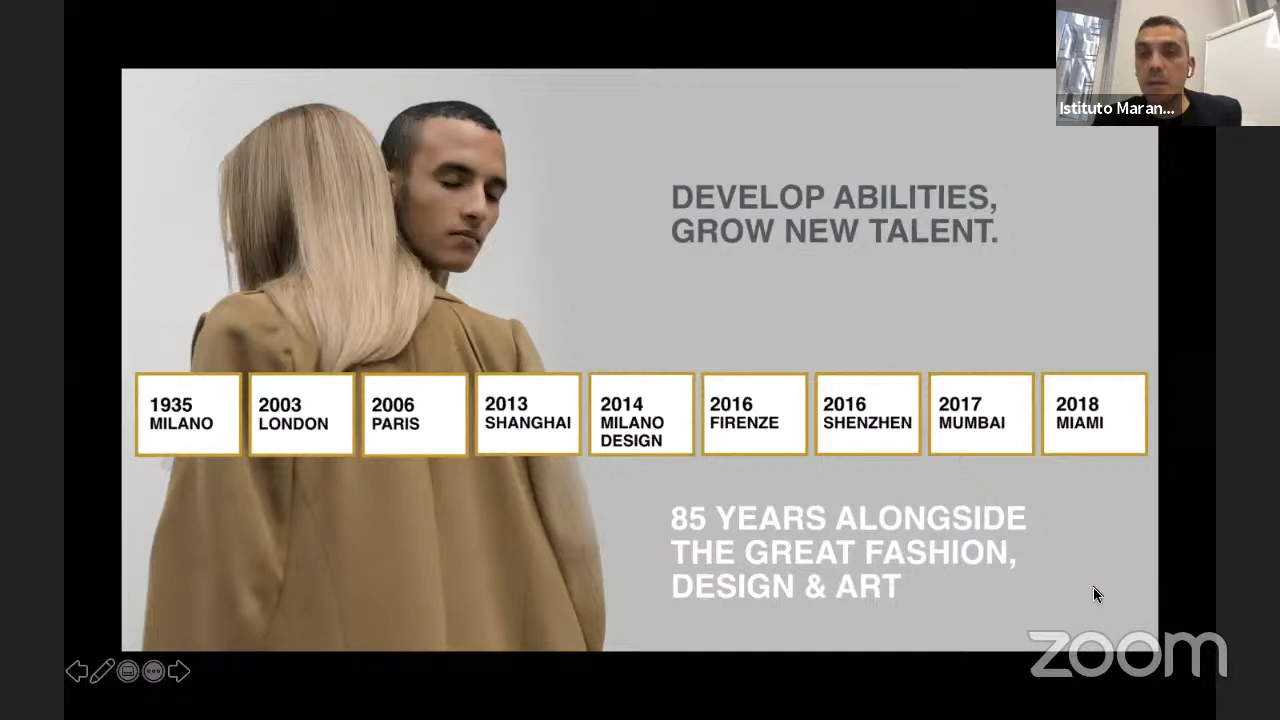 Istituto Maran...
DEVELOP ABILITIES,
GROW NEW TALENT.
1935
MILANO
2003
LONDON
2006
PARIS
2013
SHANGHAI
2014
MILANO
DESIGN
2016
FIRENZE
2016
SHENZHEN
2017
MUMBAI
2018
MIAMI
85 YEARS ALONGSIDE
THE GREAT FASHION,
DESIGN & ART
zoom